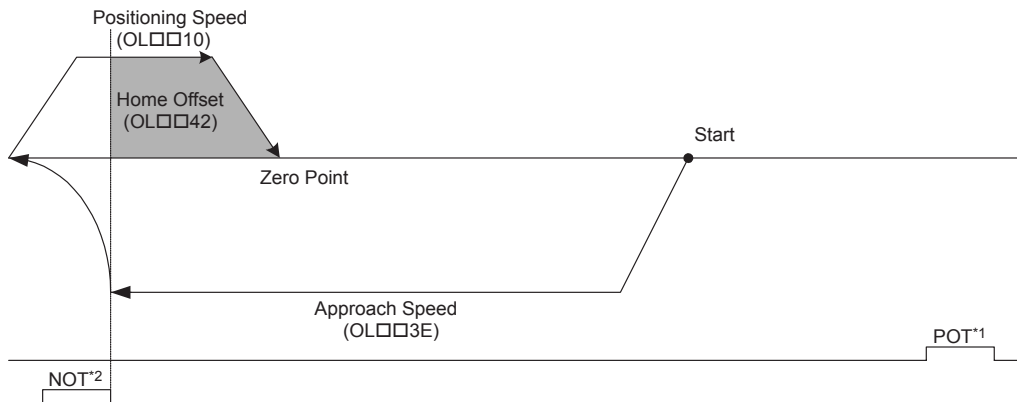 Positioning Speed
(OL□□10)
Home Offset
(OL□□42)
Start
Zero Point
Approach Speed
(OL□□3E)
POT*1
NOT*2